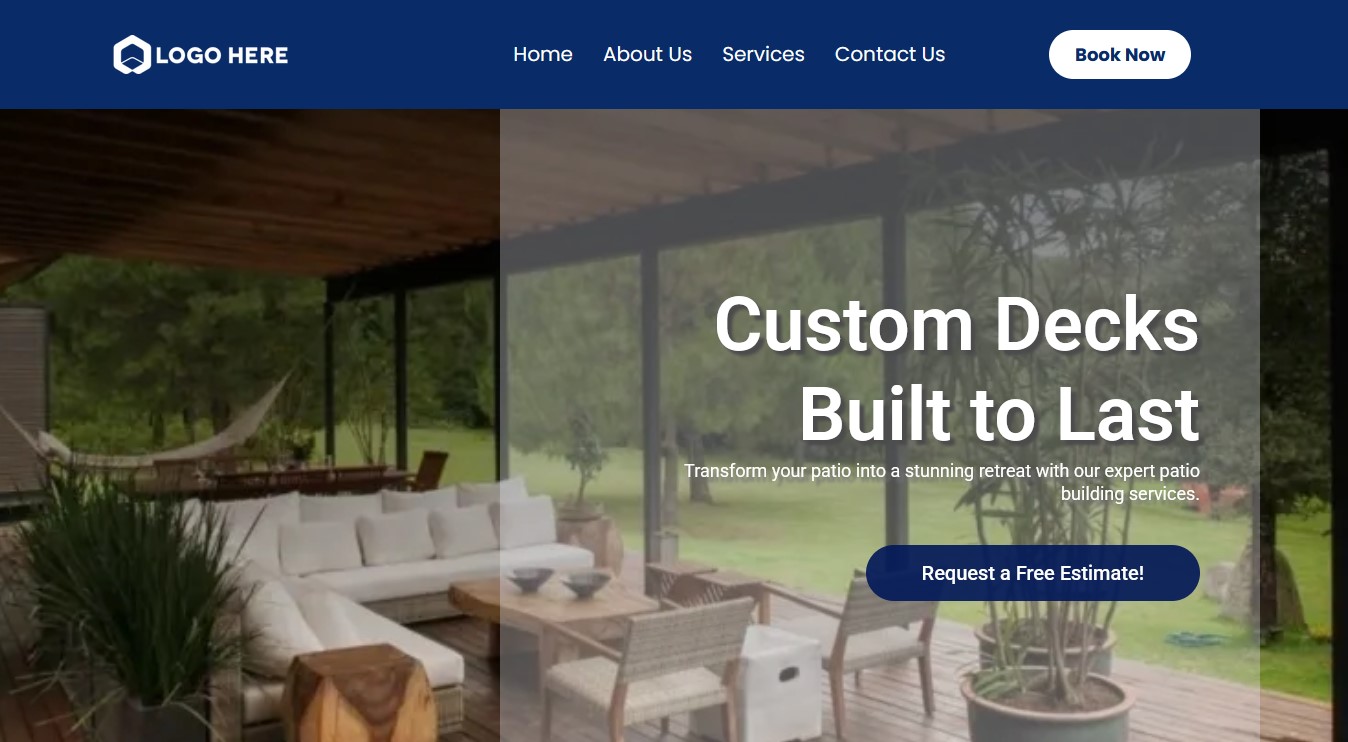 LOGO HERE
Home About Us Services Contact Us Book Now
Custom Decks
Built to Last
Transform your patio into a stunning retreat with our expert patio
building services.
Request a Free Estimate!